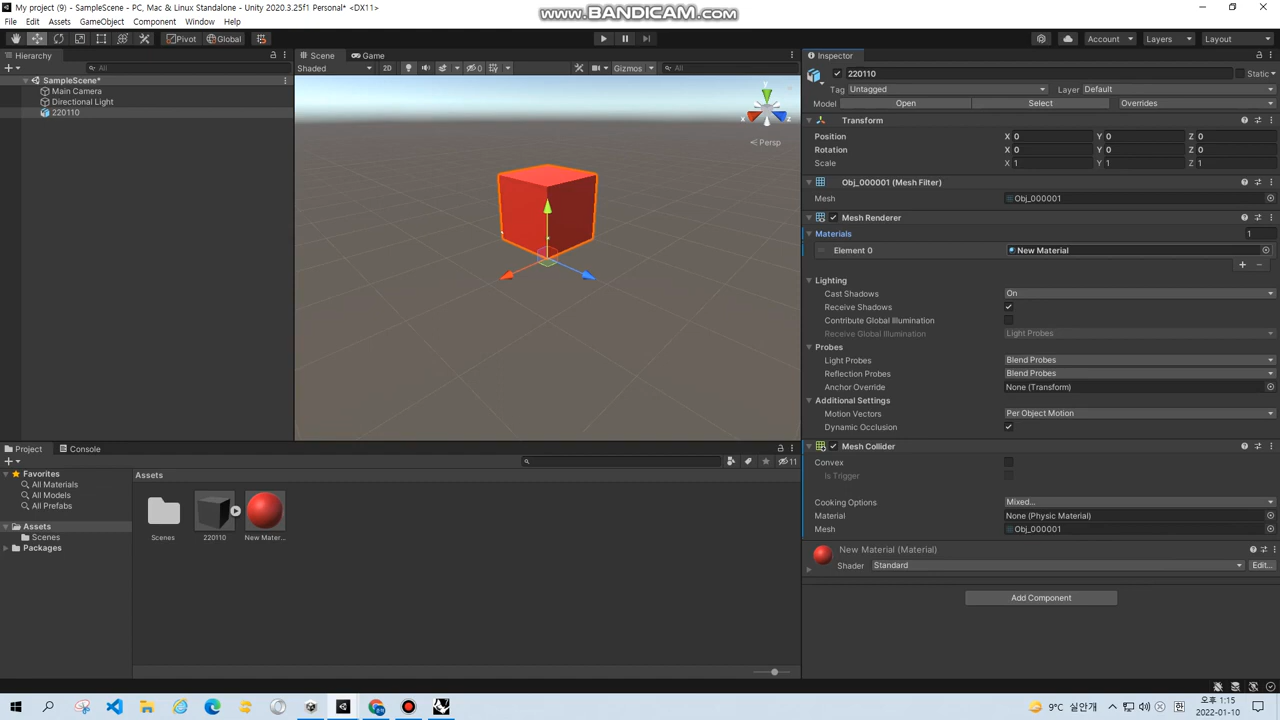 My project (9) - SampleScene - PC, Mac & Linux Standalone - Unity 2020.3.25f1 Personal* <DX11>
www.BANDICAM.com
File Edit Assets GameObject Component Window Help
Pivot Global
Account Layers Layout
Hierarchy
All
SampleScene*
Main Camera
Directional Light
220110
Scene Game
Shaded 2D 0 Gizmos All
y
x z
Persp
Inspector
220110 Static
Tag Untagged Layer Default
Model Open Select Overrides
Transform
Position X 0 Y 0 Z 0
Rotation X 0 Y 0 Z 0
Scale X 1 Y 1 Z 1
Obj_000001 (Mesh Filter)
Mesh Obj_000001
Mesh Renderer
Materials 1
Element 0 New Material
Lighting
Cast Shadows On
Receive Shadows
Contribute Global Illumination
Receive Global Illumination Light Probes
Probes
Light Probes Blend Probes
Reflection Probes Blend Probes
Anchor Override None (Transform)
Additional Settings
Motion Vectors Per Object Motion
Dynamic Occlusion
Mesh Collider
Convex
Is Trigger
Cooking Options Mixed...
Material None (Physic Material)
Mesh Obj_000001
New Material (Material)
Shader Standard Edit...
Add Component
Project Console
11
Favorites
All Materials
All Models
All Prefabs
Assets
Scenes
Packages
Assets
Scenes 220110 New Mater...
9°C 실안개
오후 1:15
2022-01-10